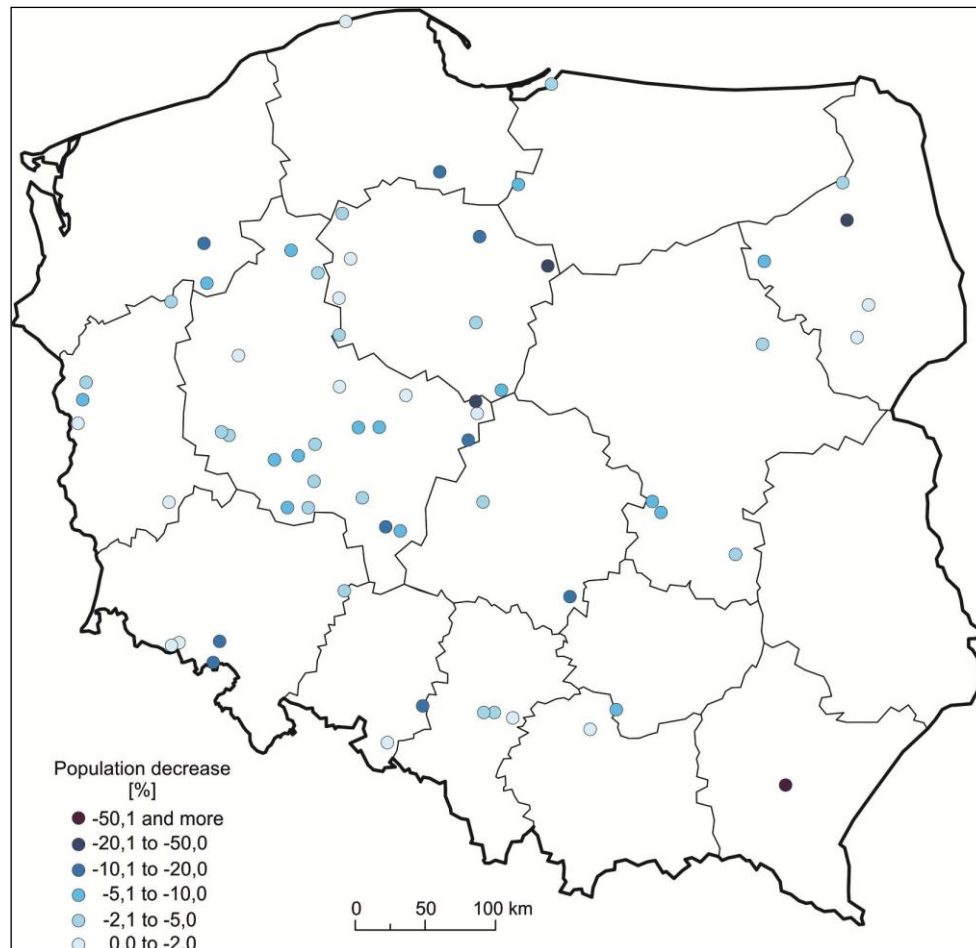 Population decrease
[%]
-50,1 and more
-20,1 to -50,0
-10,1 to -20,0
-5,1 to -10,0
-2,1 to -5,0
0,0 to -2,0
0 50 100 km